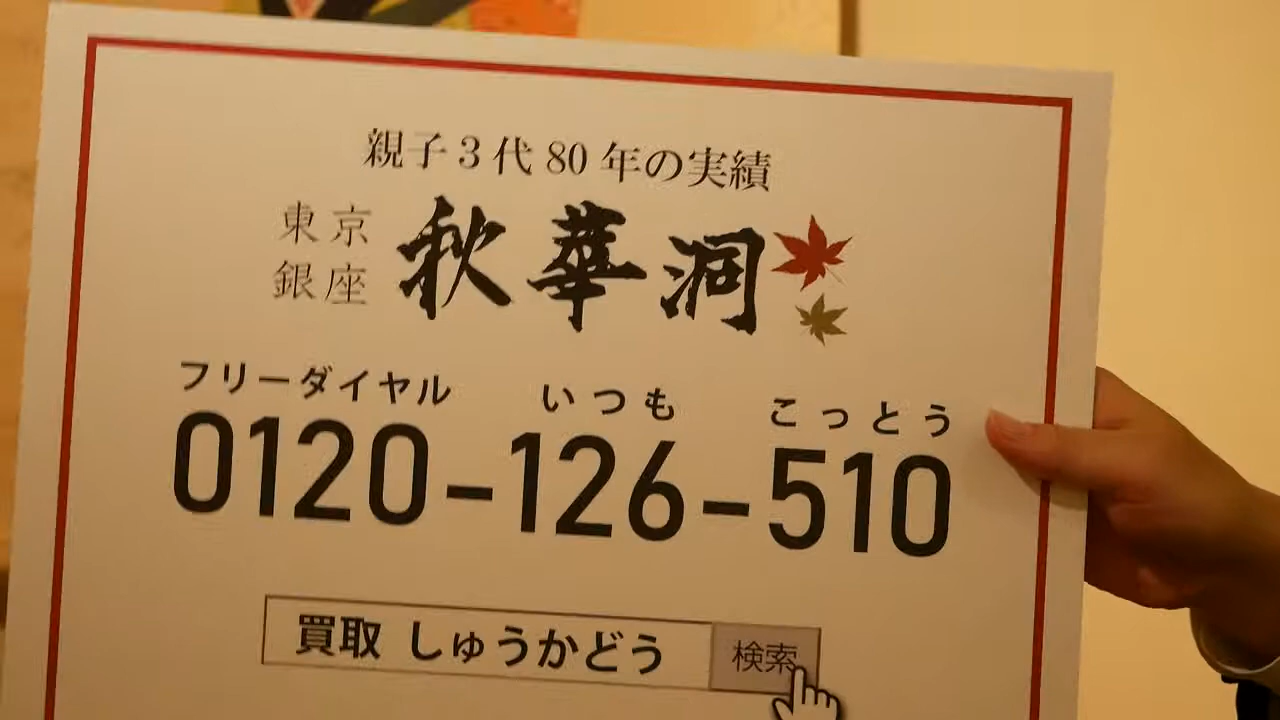 親子3代80年の実績
東京
銀座
秋華洞
フリーダイヤル いつも こっとう
0120-126-510
買取 しゅうかどう 検索